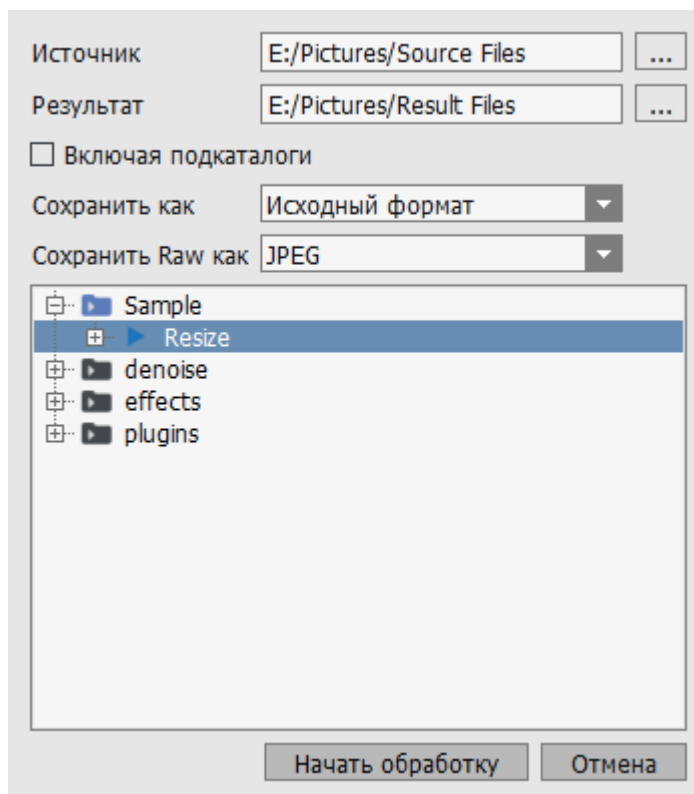 Источник E:/Pictures/Source Files ...
Результат E:/Pictures/Result Files ...
Включая подкаталоги
Сохранить как Исходный формат
Сохранить Raw как JPEG
Sample
Resize
denoise
effects
plugins
Начать обработку Отмена